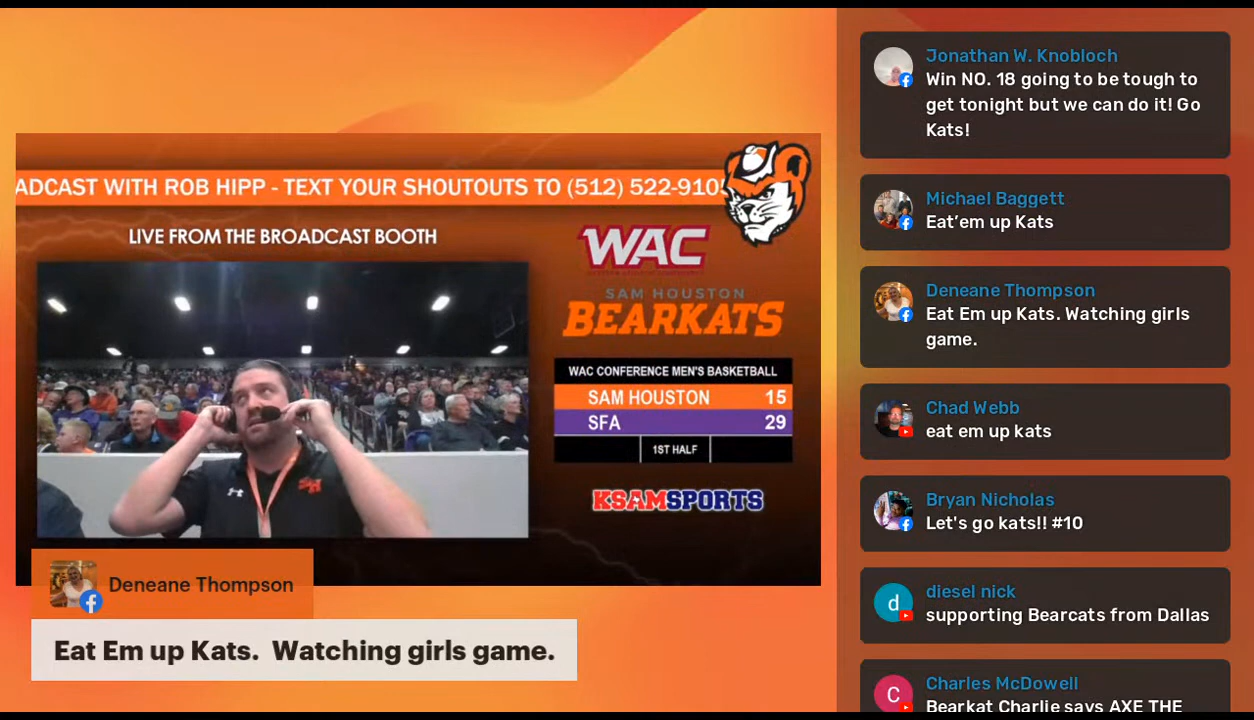 Jonathan W. Knobloch
Win NO. 18 going to be tough to
get tonight but we can do it! Go
Kats!
Michael Baggett
Eat’em up Kats
Deneane Thompson
Eat Em up Kats. Watching girls
game.
Chad Webb
eat em up kats
Bryan Nicholas
Let's go kats!! #10
d
diesel nick
supporting Bearcats from Dallas
C
Charles McDowell
Bearkat Charlie says AXE THE
ADCAST WITH ROB HIPP - TEXT YOUR SHOUTOUTS TO (512) 522-910
LIVE FROM THE BROADCAST BOOTH
WAC
SAM HOUSTON
BEARKATS
WAC CONFERENCE MEN'S BASKETBALL
SAM HOUSTON 15
SFA 29
1ST HALF
KSAMSPORTS
SH
Deneane Thompson
Eat Em up Kats. Watching girls game.